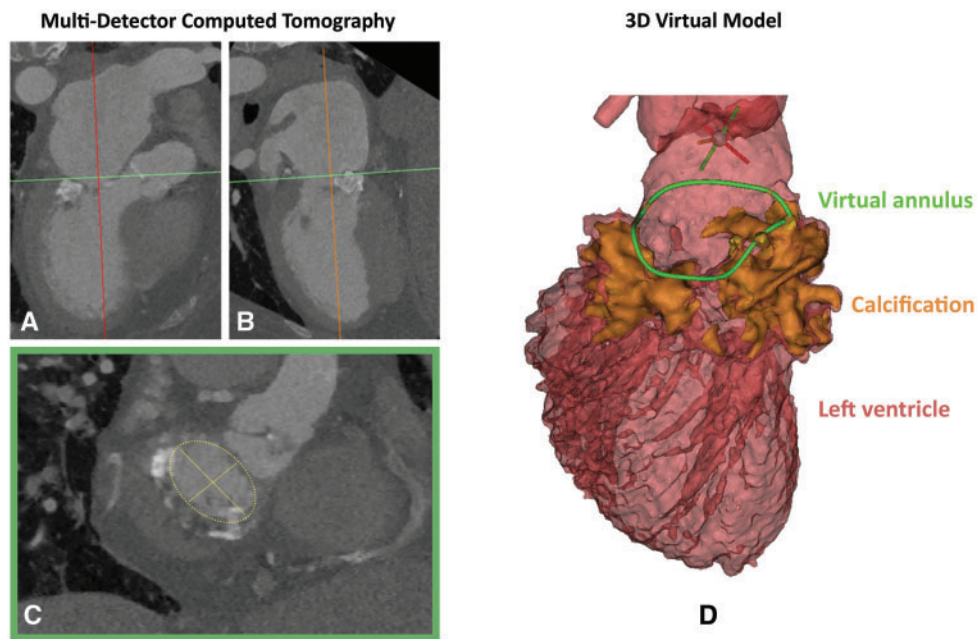 Multi-Detector Computed Tomography
3D Virtual Model
A
B
Virtual annulus
Calcification
Left ventricle
C
D